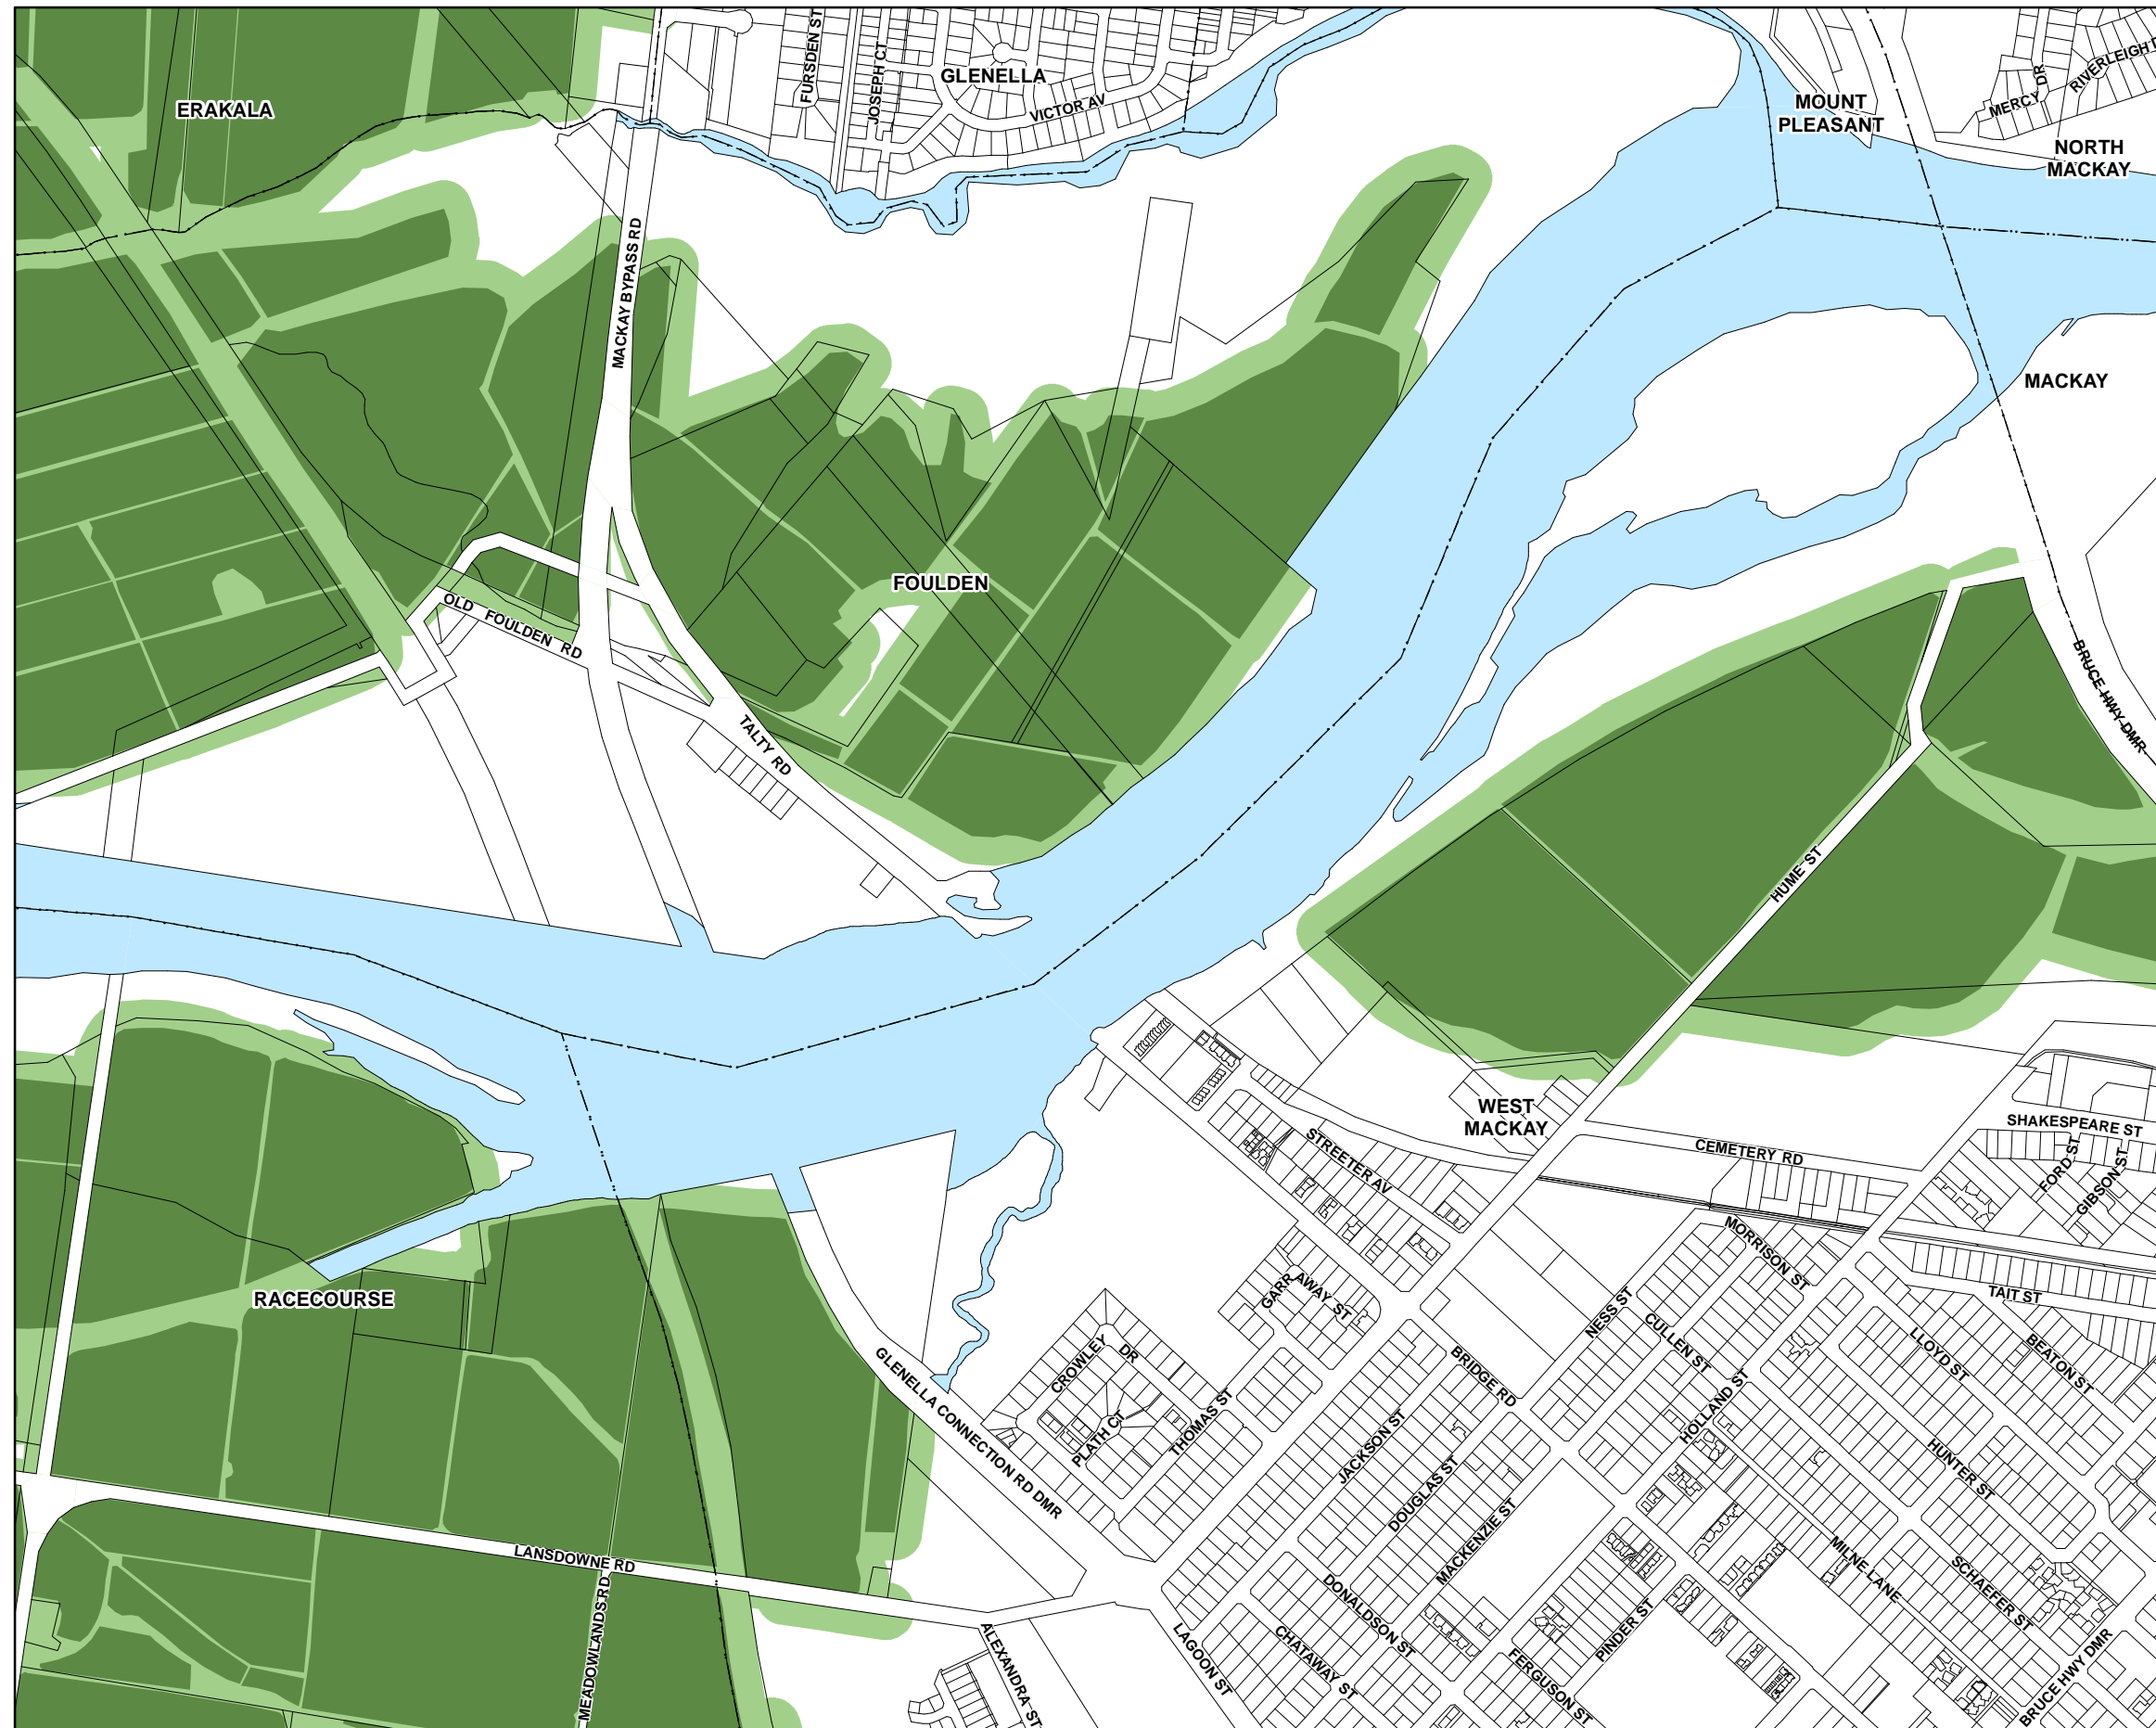 FURSDEN ST
JOSEPH CT
GLENELLA
VICTOR AV
ERAKALA
MOUNT
PLEASANT
MERCY DR
NORTH
MACKAY
MACKAY BYPASS RD
MACKAY
FOULDEN
OLD FOULDEN RD
TALTY RD
BRUCE HWY DMR
HUME ST
WEST
MACKAY
STREETER AV
CEMETERY RD
SHAKESPEARE ST
FORD ST
GIBSON ST
MORRISON ST
TAIT ST
RACECOURSE
GARRAWAY ST
NESS ST
CULLEN ST
LLOYD ST
BEATON ST
CROWLEY DR
BRIDGE RD
HOLLAND ST
GLENELLA CONNECTION RD DMR
PLATH CT
THOMAS ST
JACKSON ST
DOUGLAS ST
HUNTER ST
MACKENZIE ST
LANSDOWNE RD
MEADOWLANDS RD
MILNE LANE
SCHAEFER ST
DONALDSON ST
PINDER ST
ALEXANDRA ST
LAGOON ST
CHATAWAY ST
FERGUSON ST
BRUCE HWY DMR